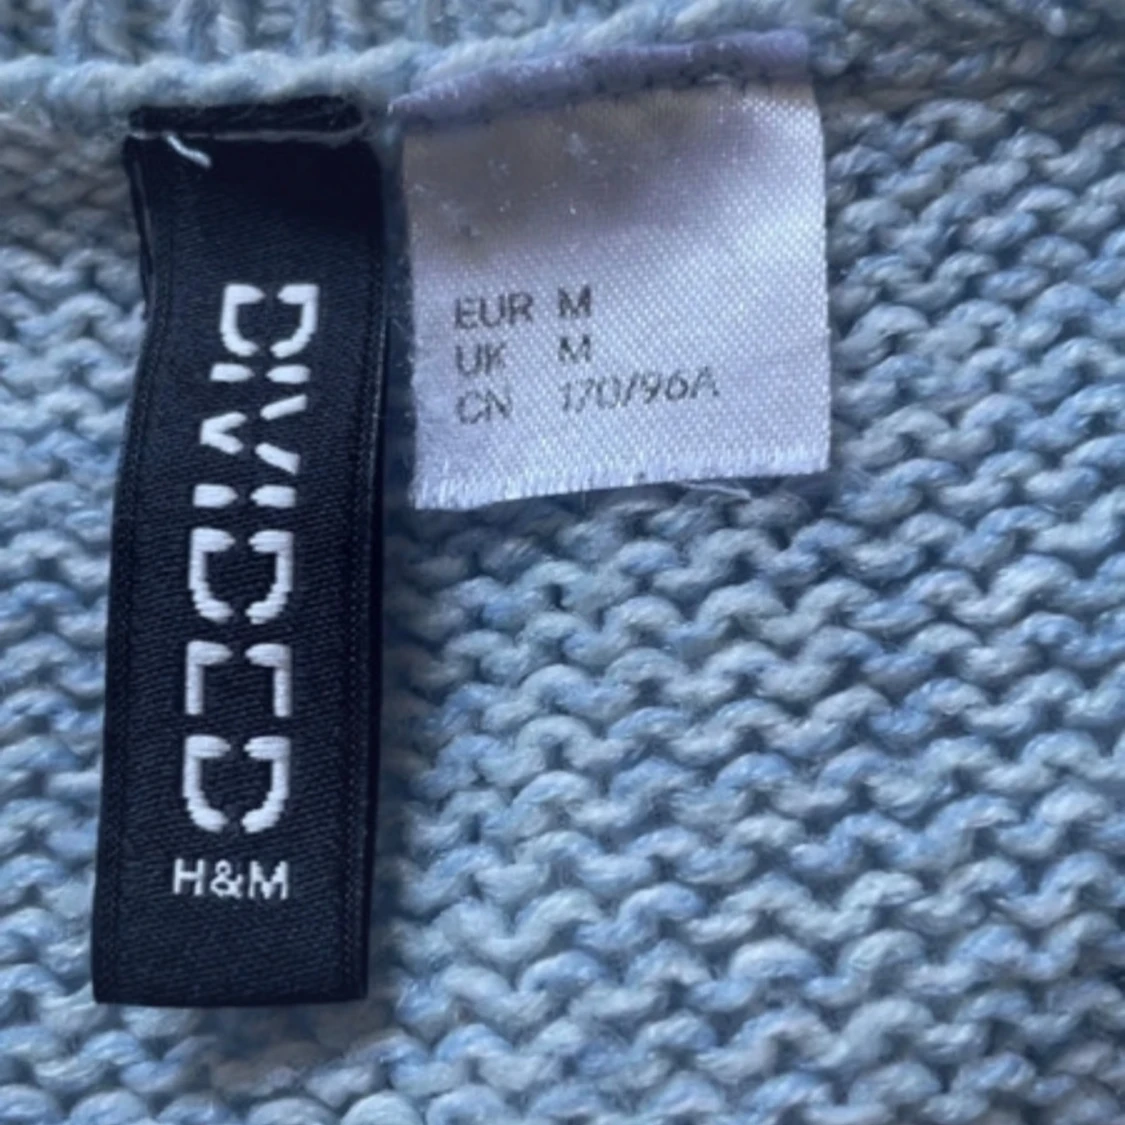 DIVIDED
H&M
EUR M
UK M
CN 170/96A